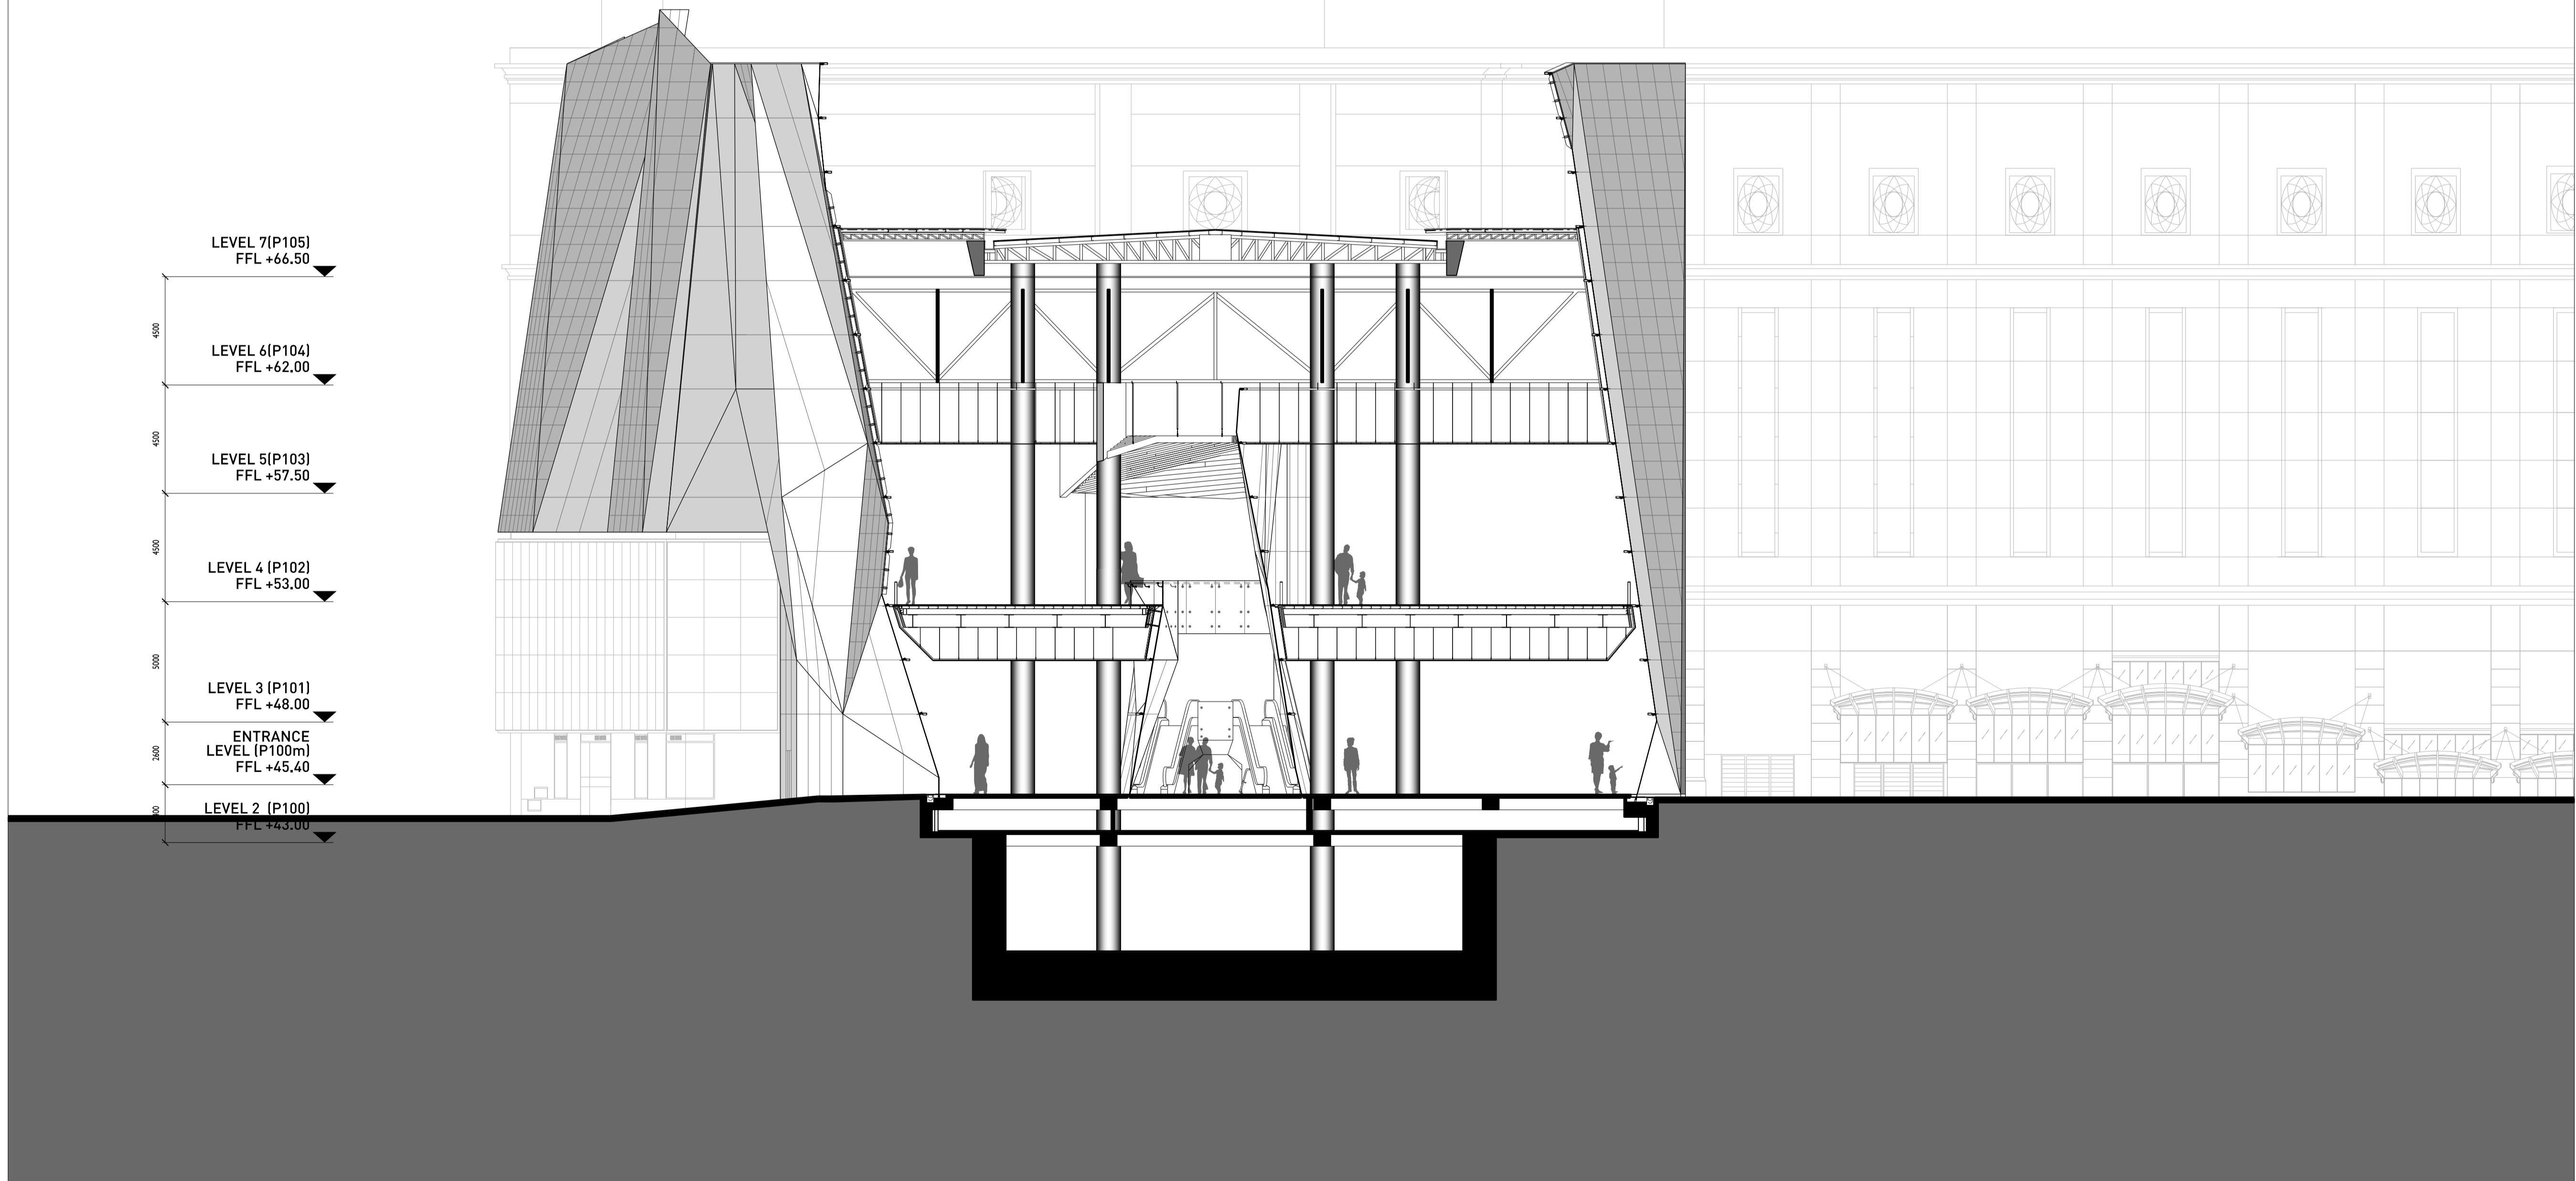 LEVEL 7(P105)
FFL +66.50
4500
LEVEL 6(P104)
FFL +62.00
4500
LEVEL 5(P103)
FFL +57.50
4500
LEVEL 4 (P102)
FFL +53.00
5000
LEVEL 3 (P101)
FFL +48.00
ENTRANCE
LEVEL (P100m)
2600
FFL +45.40
LEVEL 2 (P100)
FFL +43.00